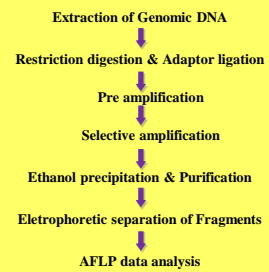 Extraction of Genomic DNA
Restriction digestion & Adaptor ligation
Pre amplification
Selective amplification
Ethanol precipitation & Purification
Eletrophoretic separation of Fragments
AFLP data analysis